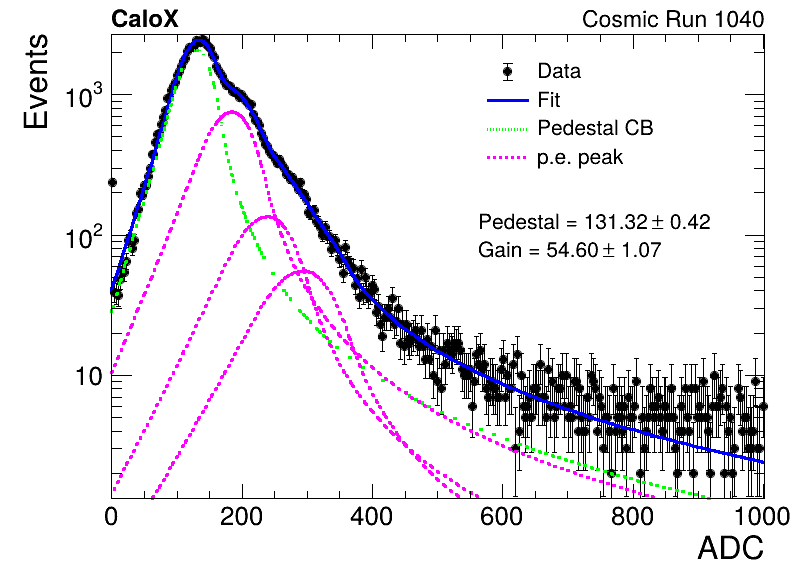 CaloX
Cosmic Run 1040
Events
Data
Fit
Pedestal CB
p.e. peak
Pedestal = 131.32 ± 0.42
Gain = 54.60 ± 1.07
10³
10²
10
0 200 400 600 800 1000
ADC